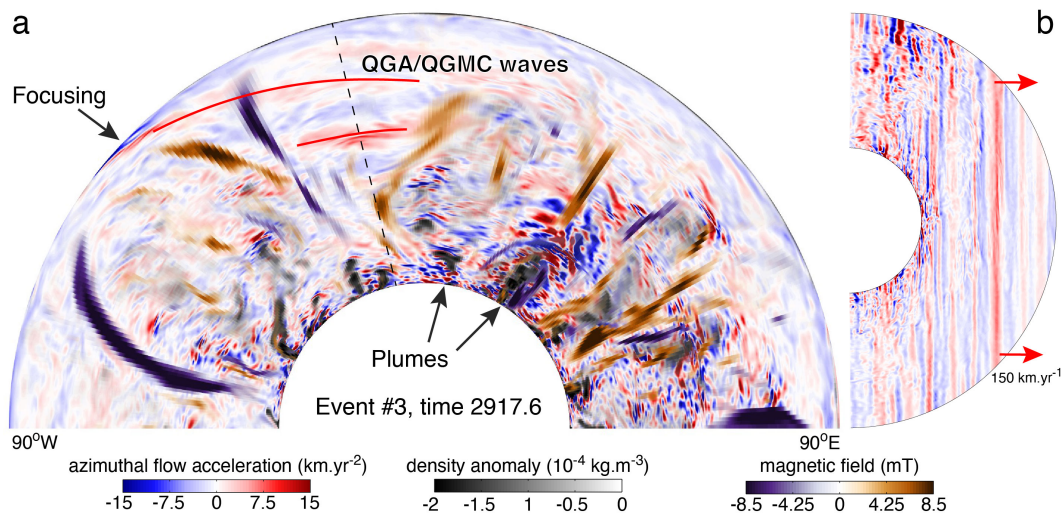 a
b
QGA/QGMC waves
Focusing
Plumes
Event #3, time 2917.6
150 km.yr-1
90oW
90oE
azimuthal flow acceleration (km.yr-2)
-15 -7.5 0 7.5 15
density anomaly (10-4 kg.m-3)
-2 -1.5 -1 -0.5 0
magnetic field (mT)
-8.5 -4.25 0 4.25 8.5